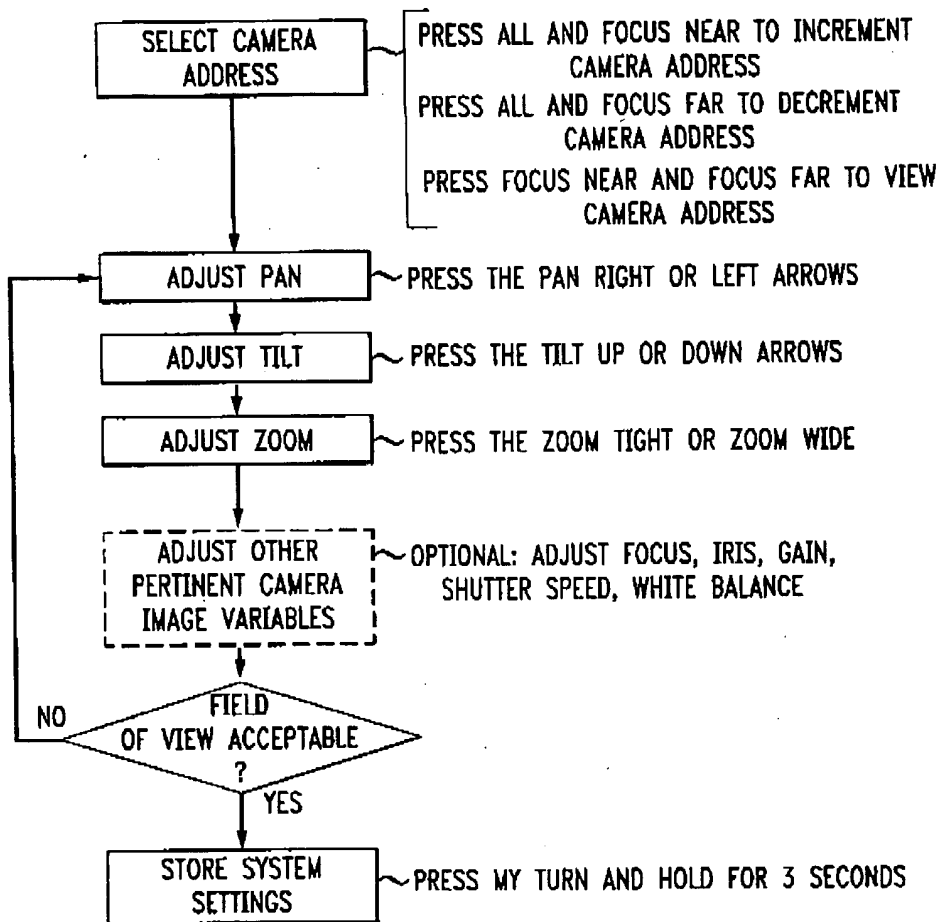 SELECT CAMERA
ADDRESS
PRESS ALL AND FOCUS NEAR TO INCREMENT
CAMERA ADDRESS
PRESS ALL AND FOCUS FAR TO DECREMENT
CAMERA ADDRESS
PRESS FOCUS NEAR AND FOCUS FAR TO VIEW
CAMERA ADDRESS
ADJUST PAN
PRESS THE PAN RIGHT OR LEFT ARROWS
ADJUST TILT
PRESS THE TILT UP OR DOWN ARROWS
ADJUST ZOOM
PRESS THE ZOOM TIGHT OR ZOOM WIDE
ADJUST OTHER
PERTINENT CAMERA
IMAGE VARIABLES
OPTIONAL: ADJUST FOCUS, IRIS, GAIN,
SHUTTER SPEED, WHITE BALANCE
NO
FIELD
OF VIEW ACCEPTABLE
?
YES
STORE SYSTEM
SETTINGS
PRESS MY TURN AND HOLD FOR 3 SECONDS